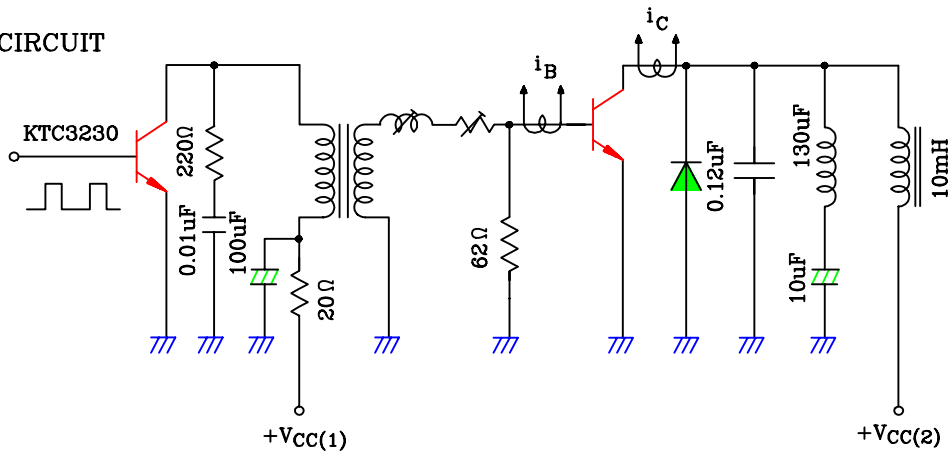 CIRCUIT
KTC3230
220Ω
0.01uF
100uF
20Ω
+VCC(1)
iB
62Ω
iC
0.12uF
130uF
10uF
10mH
+VCC(2)